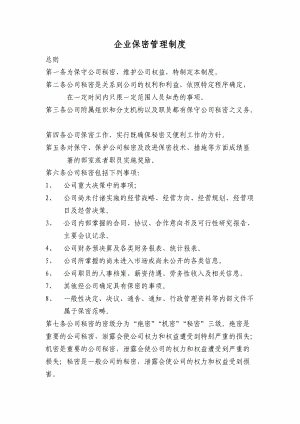 企业保密管理制度
总则
第一条为保守公司秘密，维护公司权益，特制定本制度。
第二条公司秘密是关系到公司的权利和利益，依照特定程序确定，
在一定时间内只限一定范围人员知悉的事项。
第三条公司附属组织和分支机构以及职员都有保守公司秘密之义务。
第四条公司保密工作，实行既确保秘密又便利工作的方针。
第五条对保守、保护公司秘密及改进保密技术、措施等方面成绩显
著的部室或者职员实施奖励。
第六条公司秘密包括下列事项：
1、 公司重大决策中的事项；
2、 公司尚未付诸实施的经营战略、经营方向、经营规划、经营项
目及经营决策。
3、 公司内部掌握的合同、协议、合作意向书及可行性研究报告、
主要会议记录。
4、 公司财务预决算及各类财务报表、统计报表。
5、 公司所掌握的尚未进入市场或尚未公开的各类信息。
6、 公司职员的人事档案，薪资待遇、劳务性收入及相关信息。
7、 其他经公司确定具有保密的事项。
8、 一般性决定、决议、通告、通知、行政管理资料等内部文件不
属于保密范畴。
第七条公司秘密的密级分为“绝密”“机密”“秘密”三级。绝密是
重要的公司秘密，泄露会使公司力和权益遭受到特别严重的损害；
机密是重要的公司秘密，泄露会使公司的权力和权益遭受到严重的
损失；秘密是一般的公司秘密，泄露会使公司的权力和权益遭受损
害。